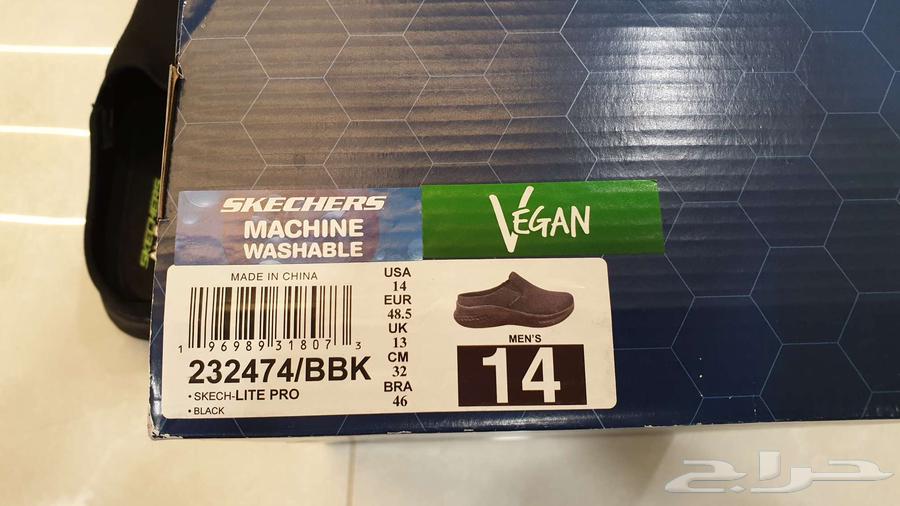 SKECHERS
SKECHERS
MACHINE
WASHABLE
VEGAN
MADE IN CHINA
1 96989 31807 3
232474/BBK
• SKECH-LITE PRO
• BLACK
USA
14
EUR
48.5
UK
13
CM
32
BRA
46
MEN'S
14
حراج